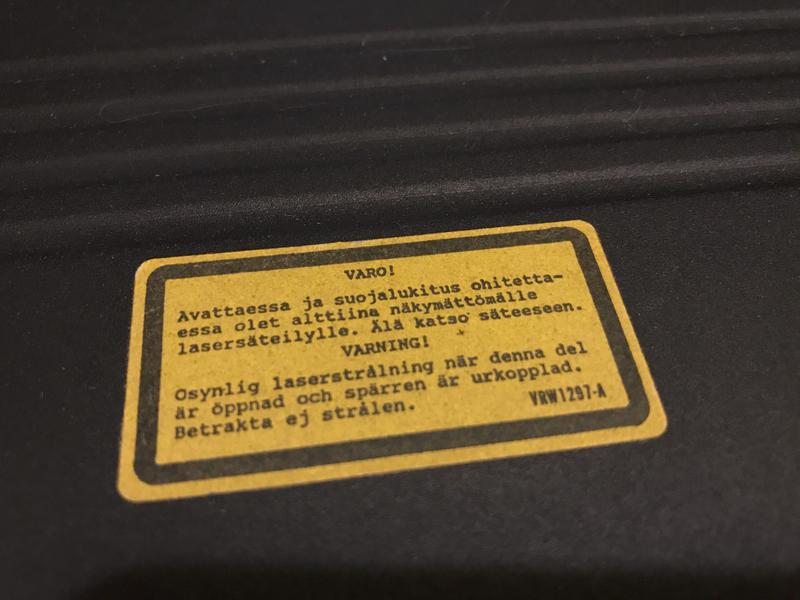 VARO!
Avattaessa ja suojalukitus ohitetta-
essa olet alttiina näkymättömälle
lasersäteilylle. Älä katso säteeseen.
VARNING!
Osynlig laserstrålning när denna del
är öppnad och spärren är urkopplad.
Betrakta ej strålen.
VRW1297-A